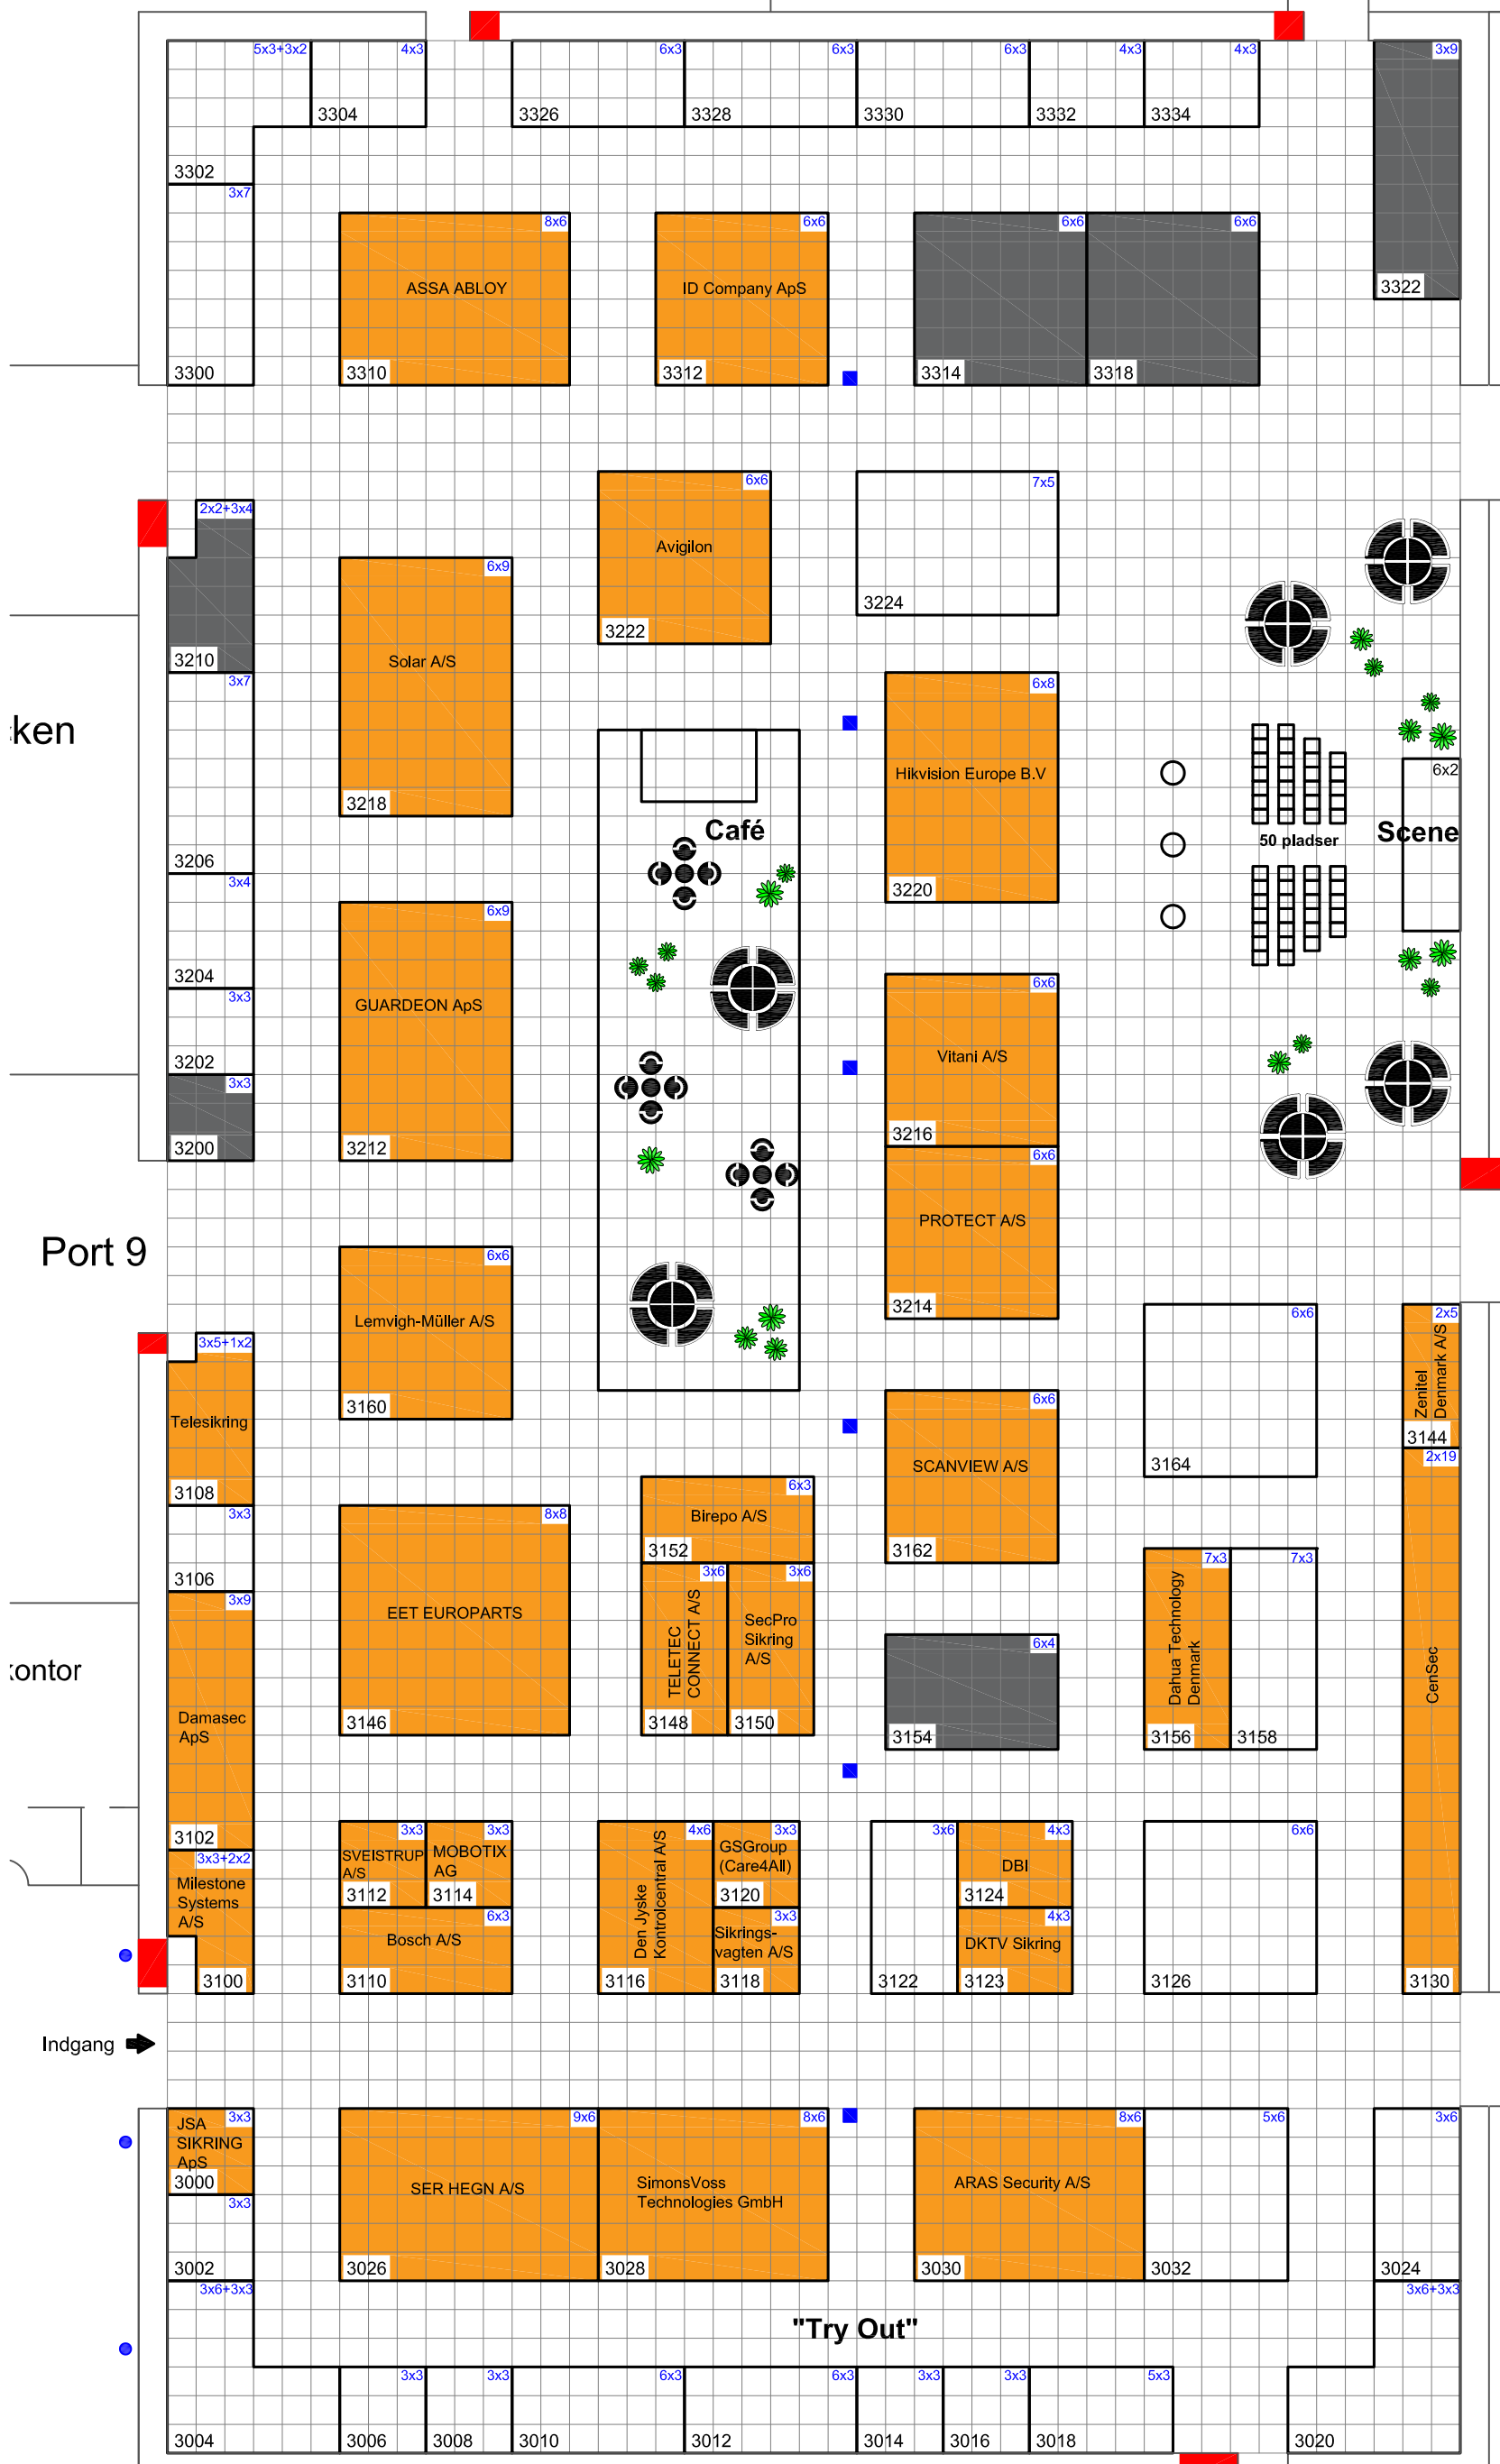 5x3+3x2
4x3
6x3
6x3
6x3
4x3
4x3
3x9
3304
3326
3328
3330
3332
3334
3302
3x7
8x6
6x6
6x6
6x6
ASSA ABLOY
ID Company ApS
3322
3300
3310
3312
3314
3318
6x6
7x5
2x2+3x4
Avigilon
6x9
3224
3222
3210
Solar A/S
3x7
6x8
ken
Hikvision Europe B.V
6x2
3218
Café
50 pladser
Scene
3206
3x4
3220
6x9
3204
3x3
6x6
GUARDEON ApS
Vitani A/S
3202
3x3
3216
3200
3212
6x6
PROTECT A/S
Port 9
6x6
3214
Lemvigh-Müller A/S
6x6
2x5
Zenitel
Denmark A/S
3x5+1x2
3160
6x6
Telesikring
3144
2x19
SCANVIEW A/S
3164
3108
3x3
8x8
6x3
Birepo A/S
3152
3162
3106
3x9
3x6
3x6
7x3
7x3
EET EUROPARTS
TELETEC
CONNECT A/S
SecPro
Sikring
A/S
6x4
Dahua Technology
Denmark
CenSec
kontor
Damasec
ApS
3146
3148
3150
3154
3156
3158
3102
3x3
3x3
4x6
3x3
3x6
4x3
6x6
3x3+2x2
SVEISTRUP
A/S
MOBOTIX
AG
Den Jyske
Kontrolcentral A/S
GSGroup
(Care4All)
DBI
Milestone
Systems
A/S
3112
3114
3120
3124
6x3
3x3
4x3
Bosch A/S
Sikrings-
vagten A/S
DKTV Sikring
3100
3110
3116
3118
3122
3123
3126
3130
Indgang
JSA
SIKRING
ApS
3x3
9x6
8x6
8x6
5x6
3x6
3000
SER HEGN A/S
SimonsVoss
Technologies GmbH
ARAS Security A/S
3x3
3002
3026
3028
3030
3032
3024
3x6+3x3
3x6+3x3
"Try Out"
3x3
3x3
6x3
6x3
3x3
3x3
5x3
3004
3006
3008
3010
3012
3014
3016
3018
3020